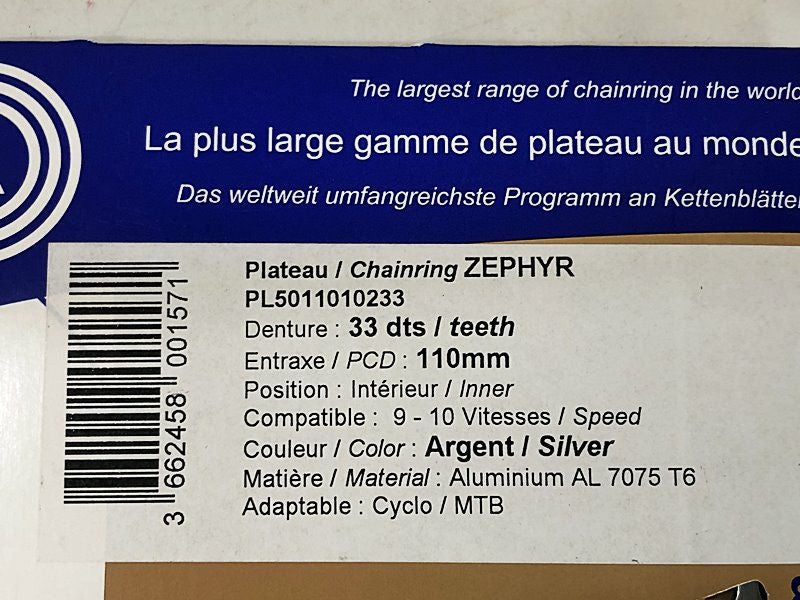 The largest range of chainring in the world
La plus large gamme de plateau au monde
Das weltweit umfangreichste Programm an
Plateau / Chainring ZEPHYR
PL5011010233
Denture : 33 dts / teeth
Entraxe / PCD : 110mm
Position : Intérieur / Inner
Compatible : 9 - 10 Vitesses / Speed
Couleur / Color : Argent / Silver
Matière / Material : Aluminium AL 7075 T6
Adaptable : Cyclo / MTB
3 662458 001571